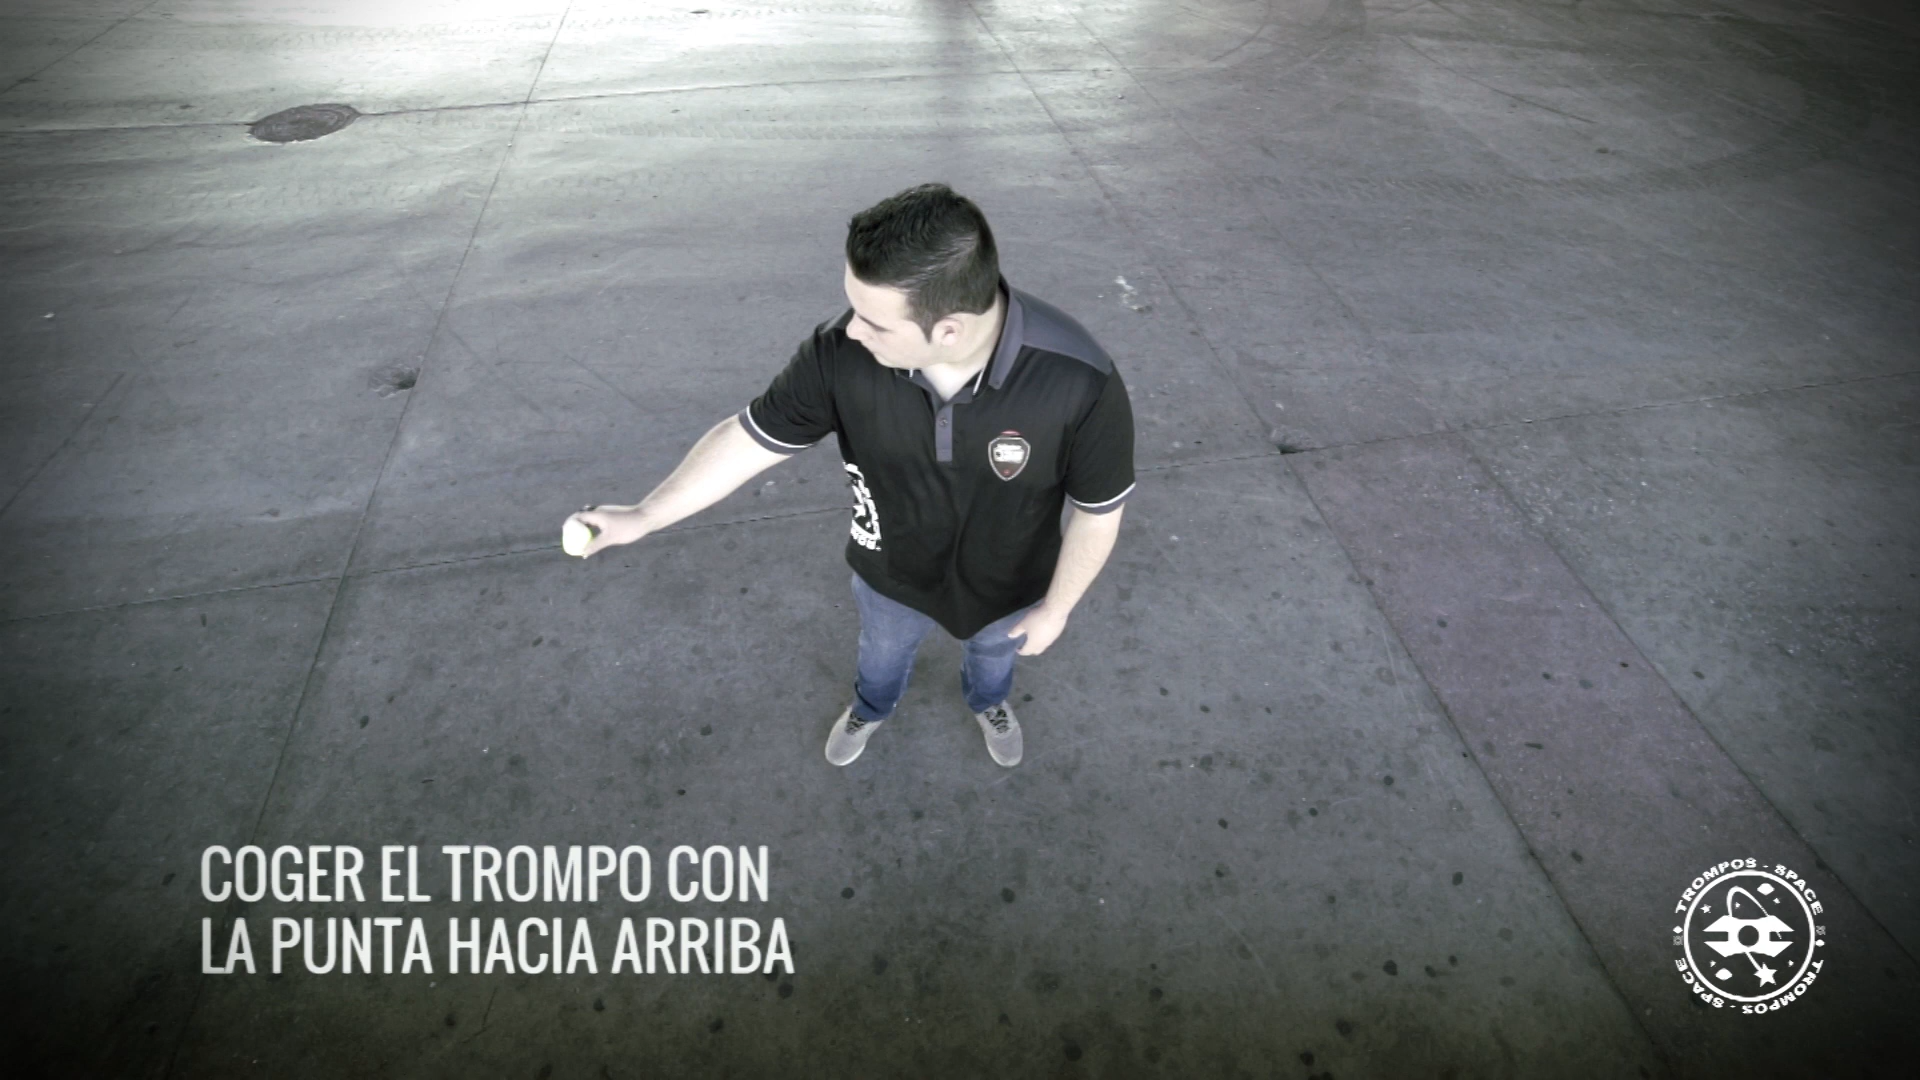 COGER EL TROMPO CON
LA PUNTA HACIA ARRIBA
TROMPOS - SPACE
TROMPOS - SPACE